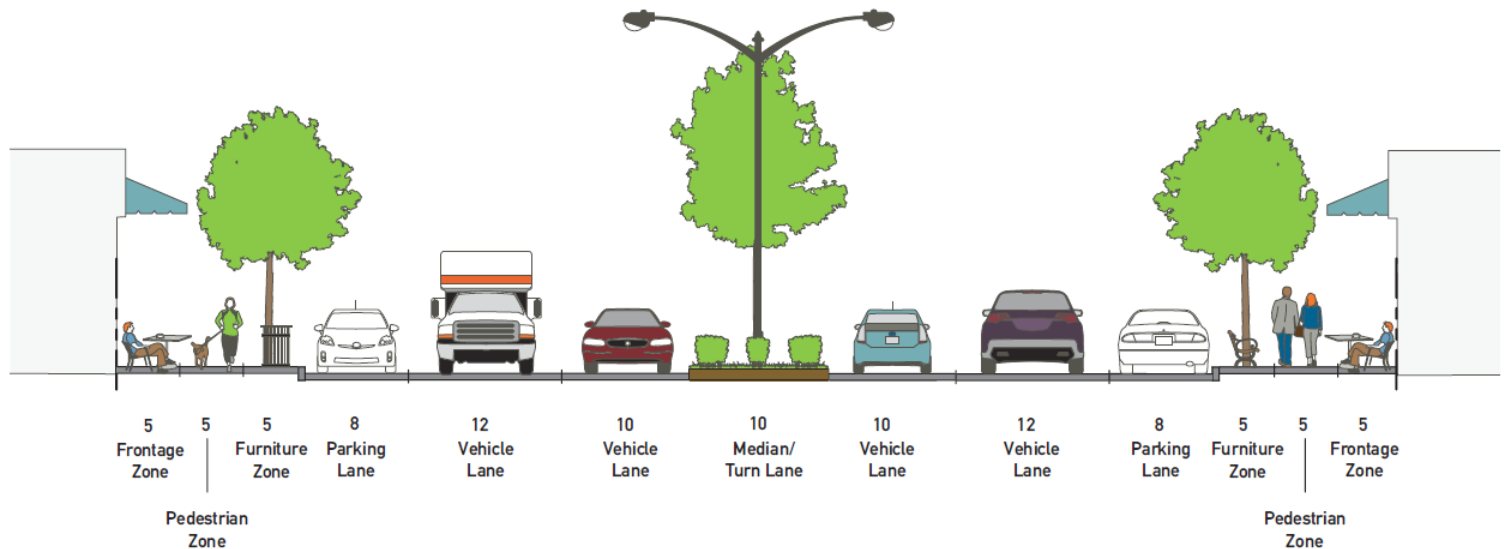 5
Frontage
Zone
5
Pedestrian
Zone
5
Furniture
Zone
8
Parking
Lane
12
Vehicle
Lane
10
Vehicle
Lane
10
Median/
Turn Lane
10
Vehicle
Lane
12
Vehicle
Lane
8
Parking
Lane
5
Furniture
Zone
5
Pedestrian
Zone
5
Frontage
Zone